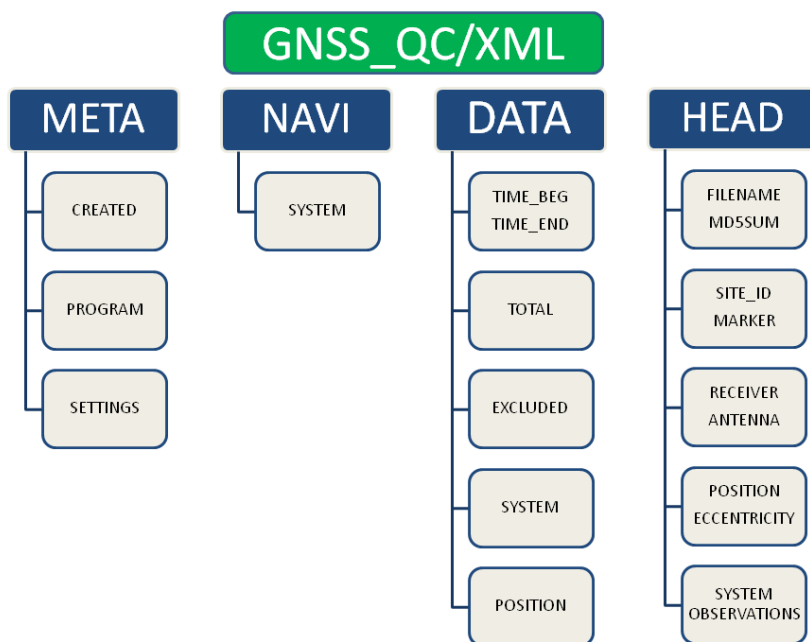 GNSS_QC/XML
META
CREATED
PROGRAM
SETTINGS
NAVI
SYSTEM
DATA
TIME_BEG
TIME_END
TOTAL
EXCLUDED
SYSTEM
POSITION
HEAD
FILENAME
MD5SUM
SITE_ID
MARKER
RECEIVER
ANTENNA
POSITION
ECCENTRICITY
SYSTEM
OBSERVATIONS